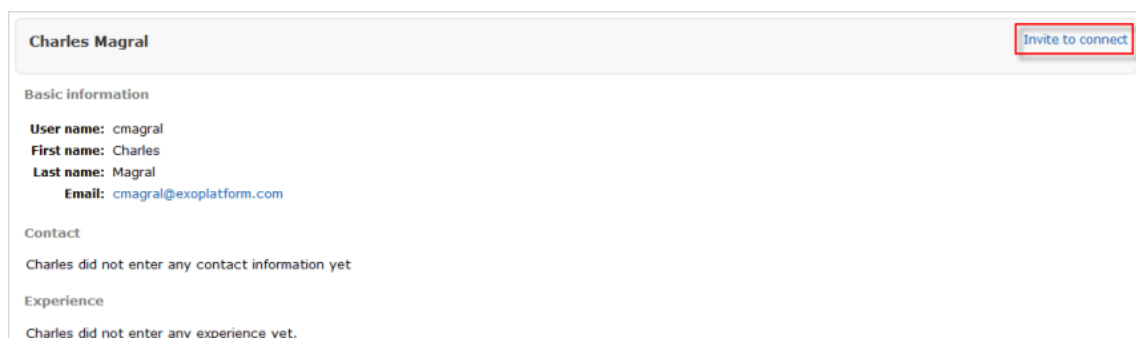 Charles Magral Invite to connect
Basic information
User name: cmagral
First name: Charles
Last name: Magral
Email: cmagral@exoplatform.com
Contact
Charles did not enter any contact information yet
Experience
Charles did not enter any experience yet.